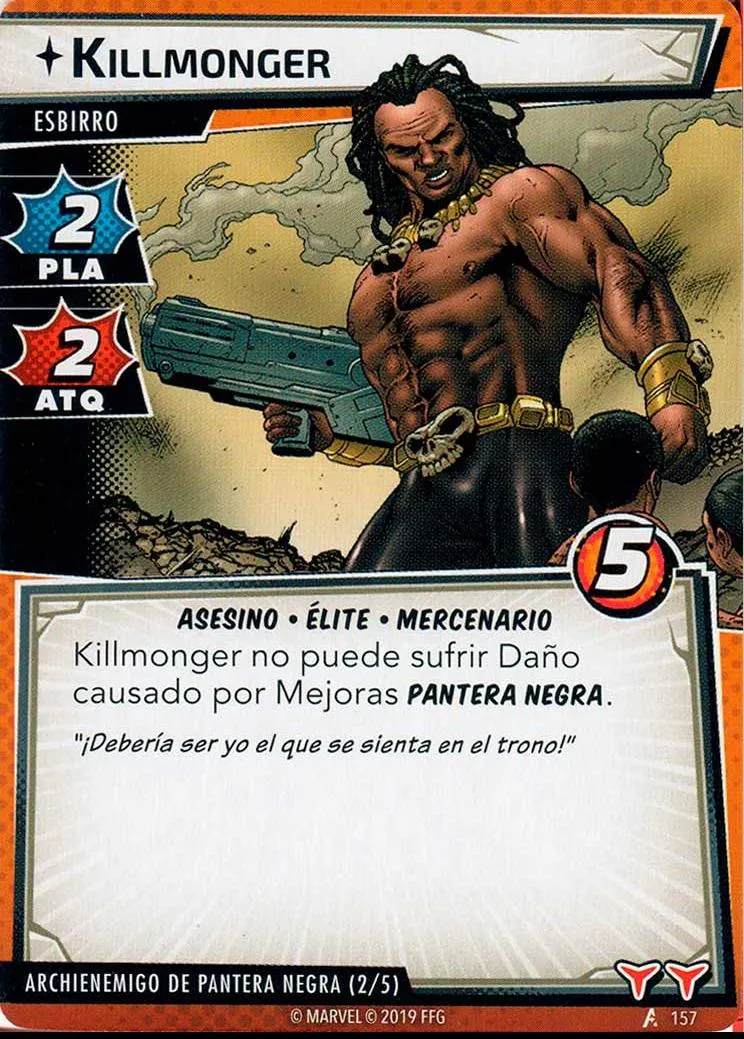 KILLMONGER
ESBIRRO
2
PLA
2
ATQ
5
ASESINO • ÉLITE • MERCENARIO
Killmonger no puede sufrir Daño
causado por Mejoras PANTERA NEGRA.
"¡Debería ser yo el que se sienta en el trono!"
ARCHIENEMIGO DE PANTERA NEGRA (2/5)
© MARVEL © 2019 FFG
157